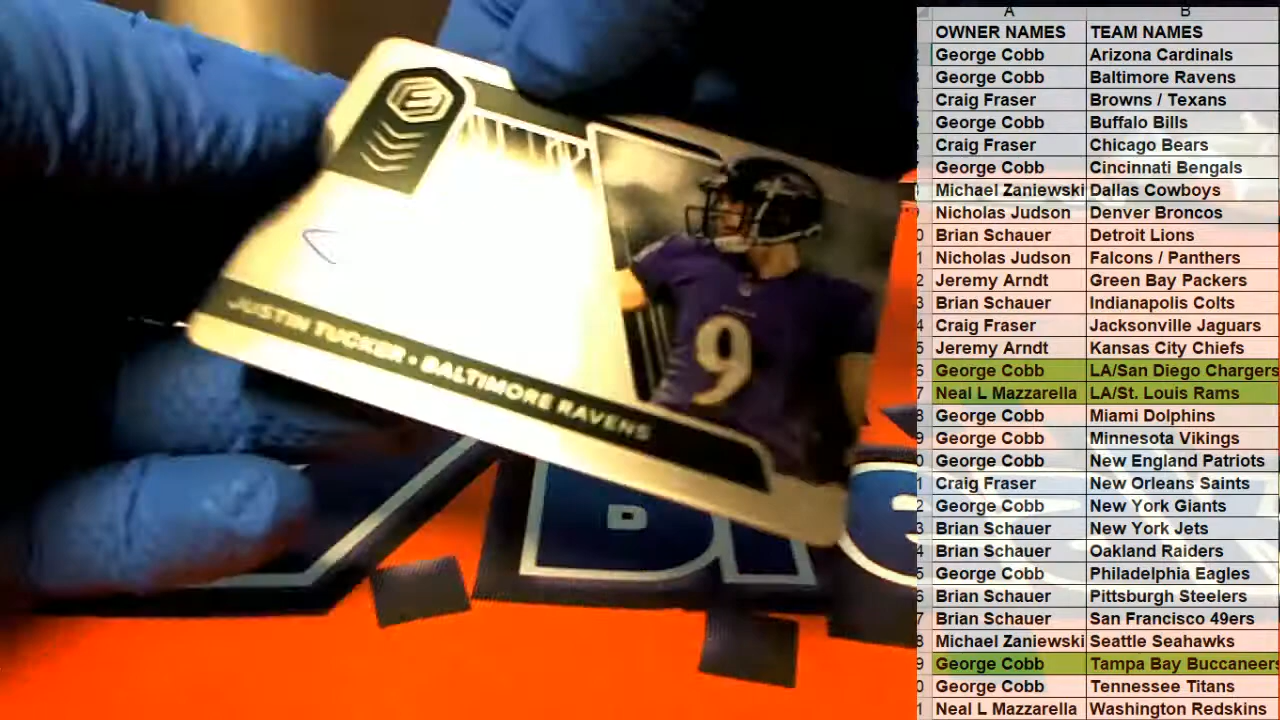 JUSTIN TUCKER • BALTIMORE RAVENS
9
A B
OWNER NAMES TEAM NAMES
George Cobb Arizona Cardinals
George Cobb Baltimore Ravens
Craig Fraser Browns / Texans
George Cobb Buffalo Bills
Craig Fraser Chicago Bears
George Cobb Cincinnati Bengals
Michael Zaniewski Dallas Cowboys
Nicholas Judson Denver Broncos
Brian Schauer Detroit Lions
Nicholas Judson Falcons / Panthers
Jeremy Arndt Green Bay Packers
Brian Schauer Indianapolis Colts
Craig Fraser Jacksonville Jaguars
Jeremy Arndt Kansas City Chiefs
George Cobb LA/San Diego Chargers
Neal L Mazzarella LA/St. Louis Rams
George Cobb Miami Dolphins
George Cobb Minnesota Vikings
George Cobb New England Patriots
Craig Fraser New Orleans Saints
George Cobb New York Giants
Brian Schauer New York Jets
Brian Schauer Oakland Raiders
George Cobb Philadelphia Eagles
Brian Schauer Pittsburgh Steelers
Brian Schauer San Francisco 49ers
Michael Zaniewski Seattle Seahawks
George Cobb Tampa Bay Buccaneers
George Cobb Tennessee Titans
Neal L Mazzarella Washington Redskins